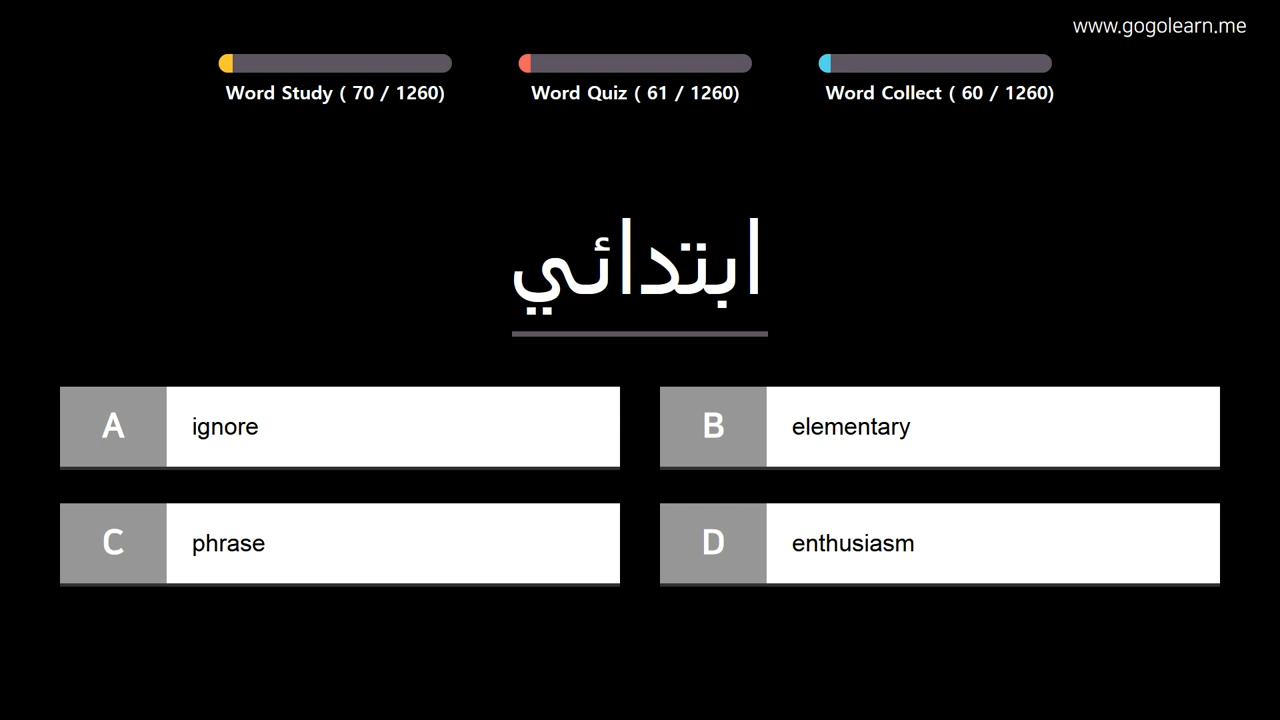 www.gogolearn.me
Word Study ( 70 / 1260)
Word Quiz ( 61 / 1260)
Word Collect ( 60 / 1260)
ابتدائي
A ignore
B elementary
C phrase
D enthusiasm